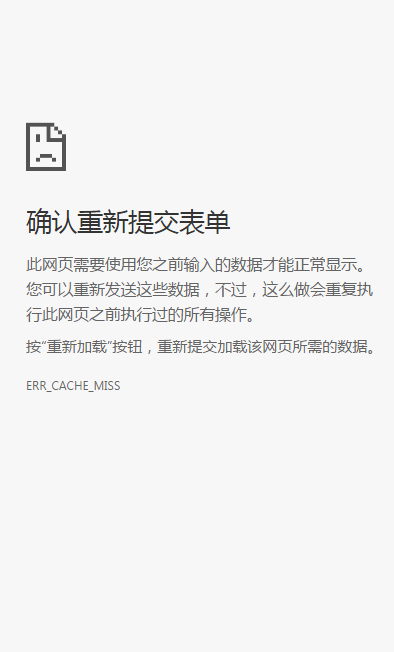 确认重新提交表单
此网页需要使用您之前输入的数据才能正常显示。
您可以重新发送这些数据，不过，这么做会重复执
行此网页之前执行过的所有操作。
按“重新加载”按钮，重新提交加载该网页所需的数据。
ERR_CACHE_MISS